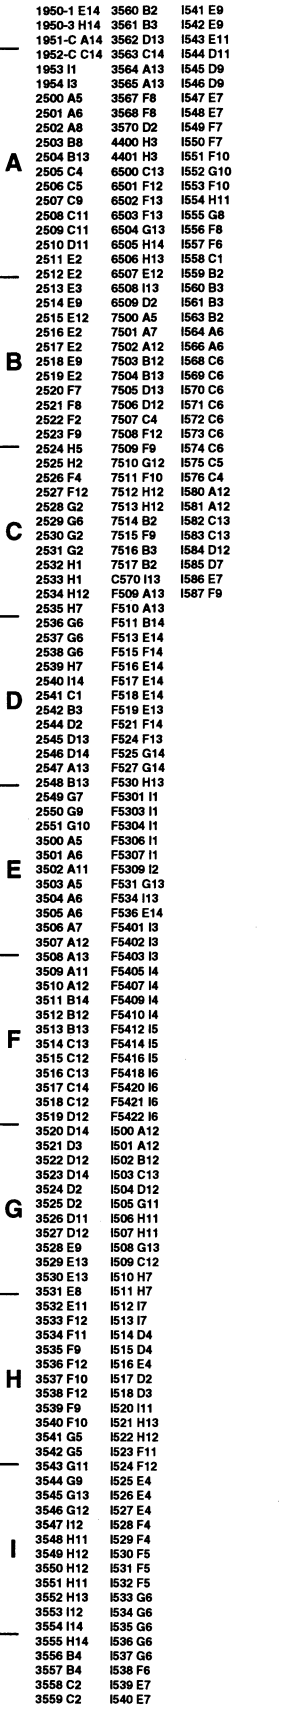 A
B
C
D
E
F
G
H
I
1950-1 E14
1950-3 H14
1951-C A14
1952-C C14
1953 I1
1954 I3
2500 A5
2501 A6
2502 A8
2503 B8
2504 B13
2505 C4
2506 C5
2507 C9
2508 C11
2509 C11
2510 D11
2511 E2
2512 E2
2513 E3
2514 E9
2515 E12
2516 E2
2517 E2
2518 E9
2519 E2
2520 F7
2521 F8
2522 F2
2523 F9
2524 H5
2525 H2
2526 F4
2527 F12
2528 G2
2529 G6
2530 G2
2531 G2
2532 H1
2533 H1
2534 H12
2535 H7
2536 G6
2537 G6
2538 G6
2539 H7
2540 I14
2541 C1
2542 B3
2544 D2
2545 D13
2546 D14
2547 A13
2548 B13
2549 G7
2550 G9
2551 G10
3500 A5
3501 A6
3502 A11
3503 A5
3504 A6
3505 A6
3506 A7
3507 A12
3508 A13
3509 A11
3510 A12
3511 B14
3512 B12
3513 B13
3514 C13
3515 C12
3516 C13
3517 C14
3518 C12
3519 D12
3520 D14
3521 D3
3522 D12
3523 D14
3524 D2
3525 D2
3526 D11
3527 D12
3528 E9
3529 E13
3530 E13
3531 E8
3532 E11
3533 F12
3534 F11
3535 F9
3536 F12
3537 F10
3538 F12
3539 F9
3540 F10
3541 G5
3542 G5
3543 G11
3544 G9
3545 G13
3546 G12
3547 I12
3548 H11
3549 H12
3550 H12
3551 H11
3552 H13
3553 I12
3554 I14
3555 H14
3556 B4
3557 B4
3558 C2
3559 C2
3560 B2
3561 B3
3562 D13
3563 C14
3564 A13
3565 A13
3567 F8
3568 F8
3570 D2
4400 H3
4401 H3
6500 C13
6501 F12
6502 F13
6503 F13
6504 G13
6505 H14
6506 H13
6507 E12
6508 I13
6509 D2
7500 A5
7501 A7
7502 A12
7503 B12
7504 B13
7505 D13
7506 D12
7507 C4
7508 F12
7509 F9
7510 G12
7511 F10
7512 H12
7513 H12
7514 B2
7515 F9
7516 B3
7517 B2
C570 I13
F509 A13
F510 A13
F511 B14
F513 E14
F515 F14
F516 E14
F517 E14
F518 E14
F519 E13
F521 F14
F524 F13
F525 G14
F527 G14
F530 H13
F5301 I1
F5303 I1
F5304 I1
F5306 I1
F5307 I1
F5309 I2
F531 G13
F534 I13
F536 E14
F5401 I3
F5402 I3
F5403 I3
F5405 I4
F5407 I4
F5409 I4
F5410 I4
F5412 I5
F5414 I5
F5416 I5
F5418 I6
F5420 I6
F5421 I6
F5422 I6
I500 A12
I501 A12
I502 B12
I503 C13
I504 D12
I505 G11
I506 H11
I507 H11
I508 G13
I509 C12
I510 H7
I511 H7
I512 I7
I513 I7
I514 D4
I515 D4
I516 E4
I517 D2
I518 D3
I520 I11
I521 H13
I522 H12
I523 F11
I524 F12
I525 E4
I526 E4
I527 E4
I528 F4
I529 F4
I530 F5
I531 F5
I532 F5
I533 G6
I534 G6
I535 G6
I536 G6
I537 G6
I538 F6
I539 E7
I540 E7
I541 E9
I542 E9
I543 E11
I544 D11
I545 D9
I546 D9
I547 E7
I548 E7
I549 F7
I550 F7
I551 F10
I552 G10
I553 F10
I554 H11
I555 G8
I556 F8
I557 F6
I558 C1
I559 B2
I560 B3
I561 B3
I563 B2
I564 A6
I566 A6
I568 C6
I569 C6
I570 C6
I571 C6
I572 C6
I573 C6
I574 C6
I575 C5
I576 C4
I580 A12
I581 A12
I582 C13
I583 C13
I584 D12
I585 D7
I586 E7
I587 F9